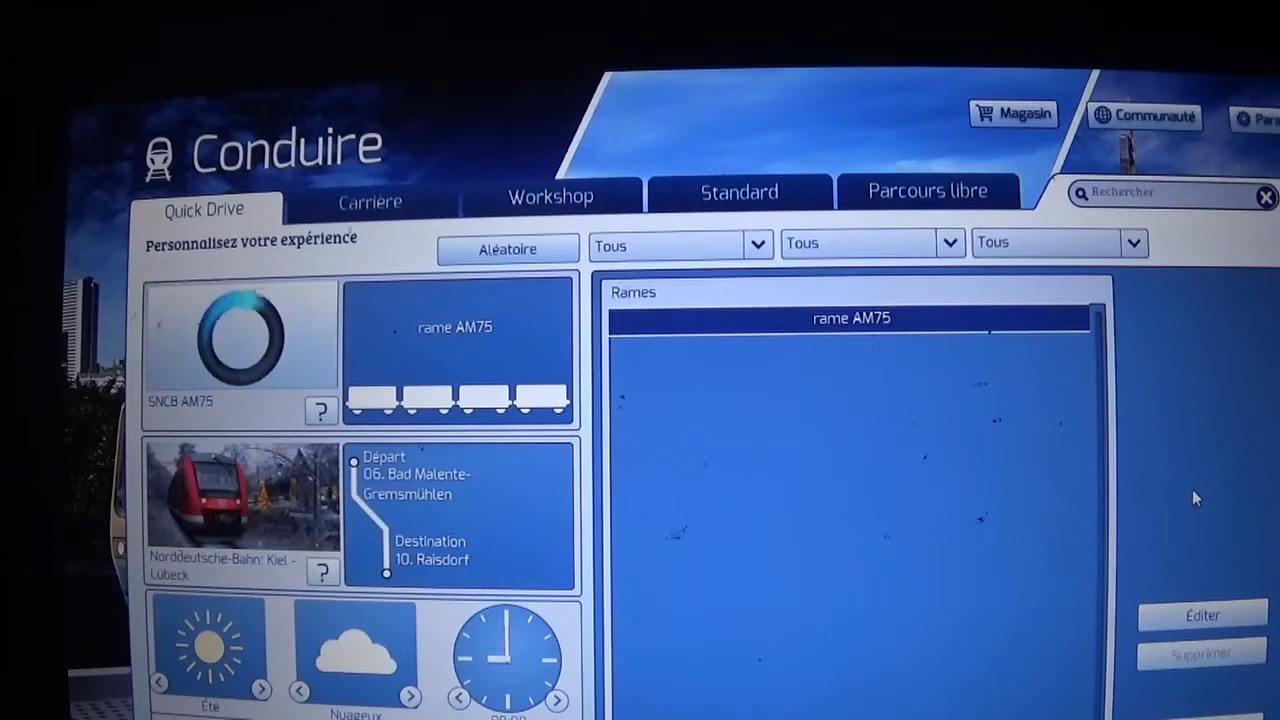 Conduire
Magasin
Communauté
Para
Quick Drive
Carrière
Workshop
Standard
Parcours libre
Rechercher
Personnalisez votre expérience
Aléatoire
Tous
Tous
Tous
rame AM75
SNCB AM75
?
Rames
rame AM75
Départ
06. Bad Malente-
Gremsmühlen
Destination
10. Raisdorf
Norddeutsche-Bahn: Kiel -
Lübeck
?
Été
Nuageux
Éditer
Supprimer